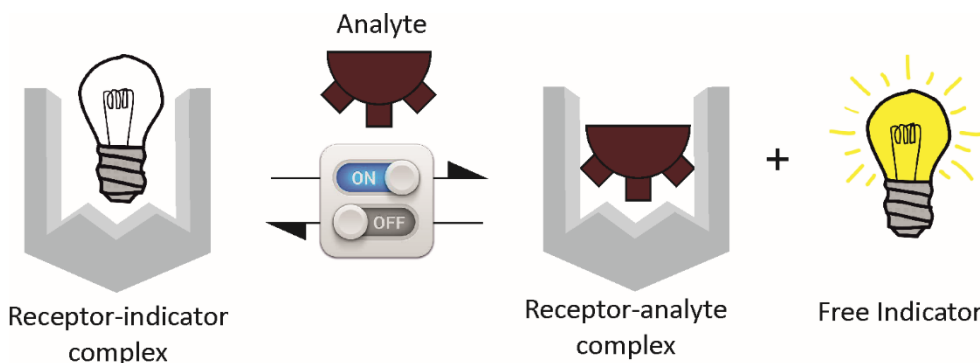 Analyte
ON
OFF
+
Receptor-indicator
complex
Receptor-analyte
complex
Free Indicator